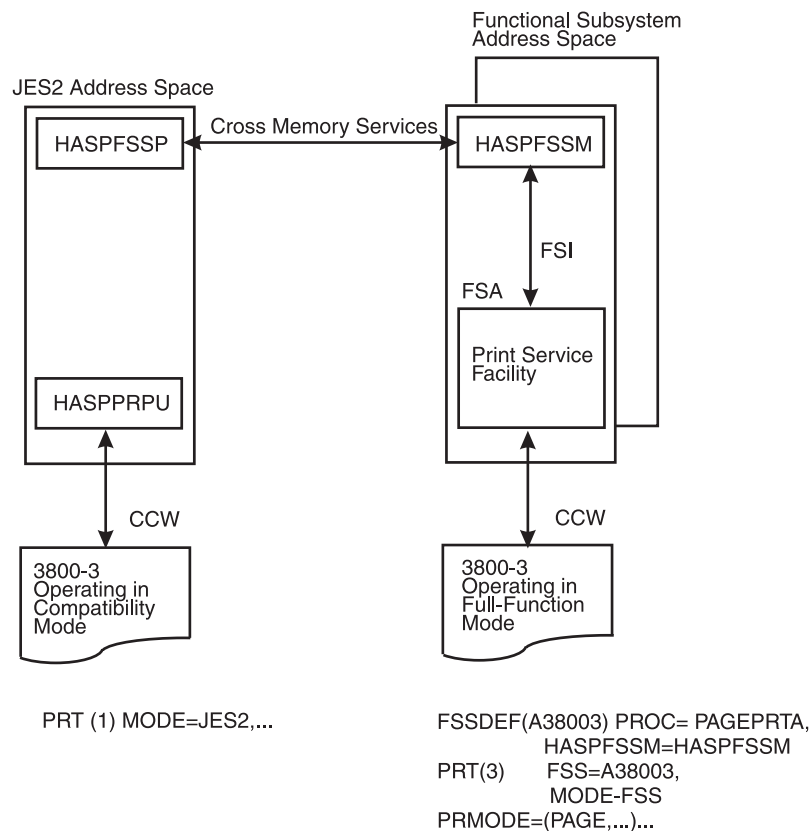 Functional Subsystem
Address Space
JES2 Address Space
HASPFSSP
Cross Memory Services
HASPFSSM
FSI
FSA
Print Service
Facility
HASPPRPU
CCW
CCW
3800-3
Operating in
Compatibility
Mode
3800-3
Operating in
Full-Function
Mode
PRT (1) MODE=JES2,...
FSSDEF(A38003) PROC= PAGEPRTA,
HASPFSSM=HASPFSSM
PRT(3) FSS=A38003,
MODE-FSS
PRMODE=(PAGE,...)...